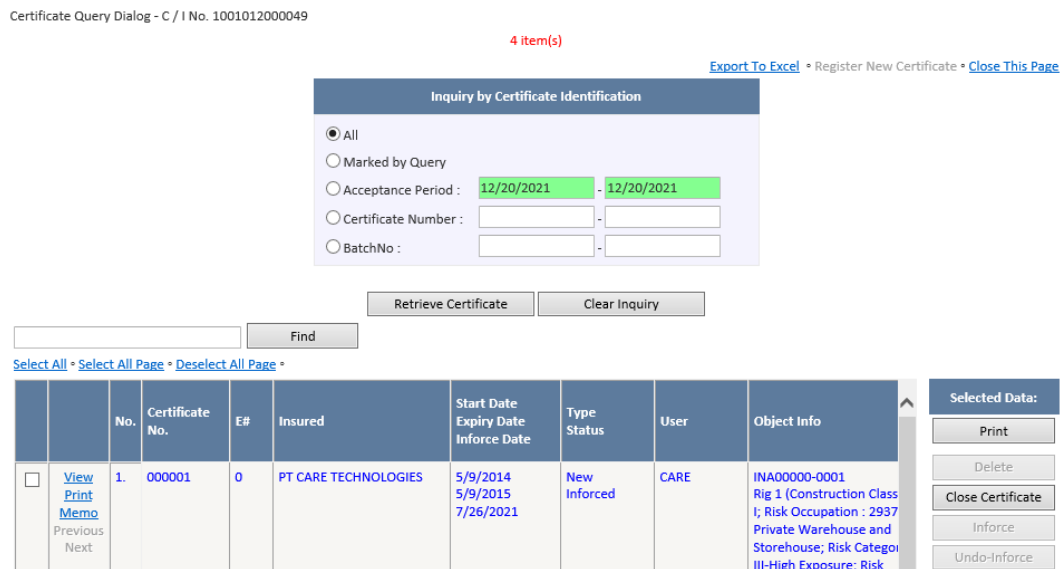 Certificate Query Dialog - C / I No. 1001012000049
4 item(s)
Export To Excel ▫ Register New Certificate ▫ Close This Page
Inquiry by Certificate Identification
All
Marked by Query
Acceptance Period : 12/20/2021 - 12/20/2021
Certificate Number : -
BatchNo : -
Retrieve Certificate Clear Inquiry
Find
Select All ▫ Select All Page ▫ Deselect All Page ▫
No.
Certificate
No.
E#
Insured
Start Date
Expiry Date
Inforce Date
Type
Status
User
Object Info
View
Print
Memo
Previous
Next
1.
000001
0
PT CARE TECHNOLOGIES
5/9/2014
5/9/2015
7/26/2021
New
Inforced
CARE
INA00000-0001
Rig 1 (Construction Class
I; Risk Occupation : 2937
Private Warehouse and
Storehouse; Risk Catego
III-High Exposure; Risk
Selected Data:
Print
Delete
Close Certificate
Inforce
Undo-Inforce